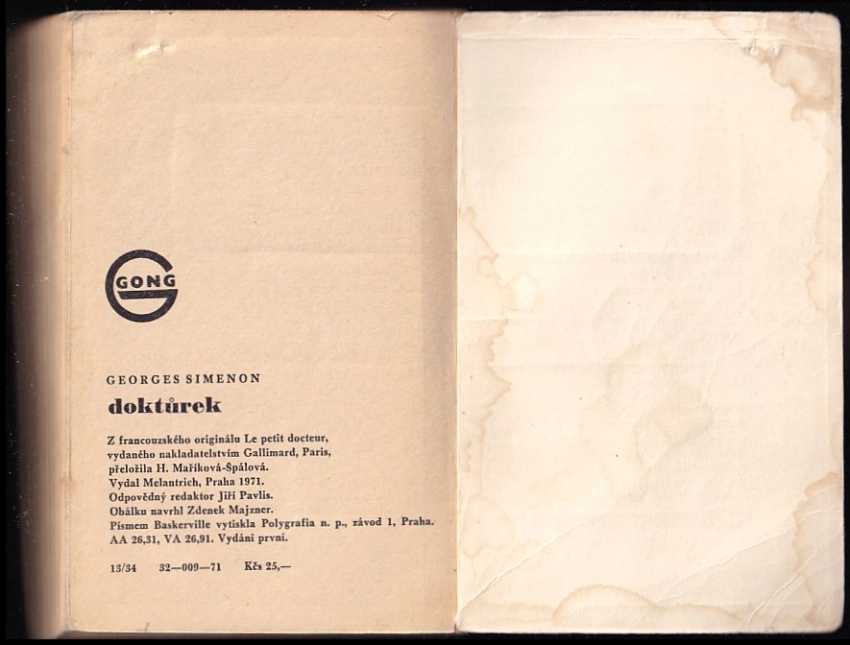 GONG
GEORGES SIMENON
doktůrek
Z francouzského originálu Le petit docteur,
vydaného nakladatelstvím Gallimard, Paris,
přeložila H. Maříková-Špálová.
Vydal Melantrich, Praha 1971.
Odpovědný redaktor Jiří Pavlis.
Obálku navrhl Zdenek Majzner.
Písmem Baskerville vytiskla Polygrafia n. p., závod 1, Praha.
AA 26,31, VA 26,91. Vydání první.
13/34 32—009—71 Kčs 25,—